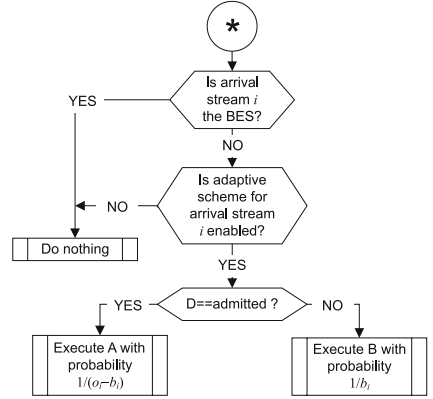 *
Is arrival
stream i
the BES?
YES
NO
Is adaptive
scheme for
arrival stream
i enabled?
NO
Do nothing
YES
D==admitted ?
YES
NO
Execute A with
probability
1/(oᵢ–bᵢ)
Execute B with
probability
1/bᵢ